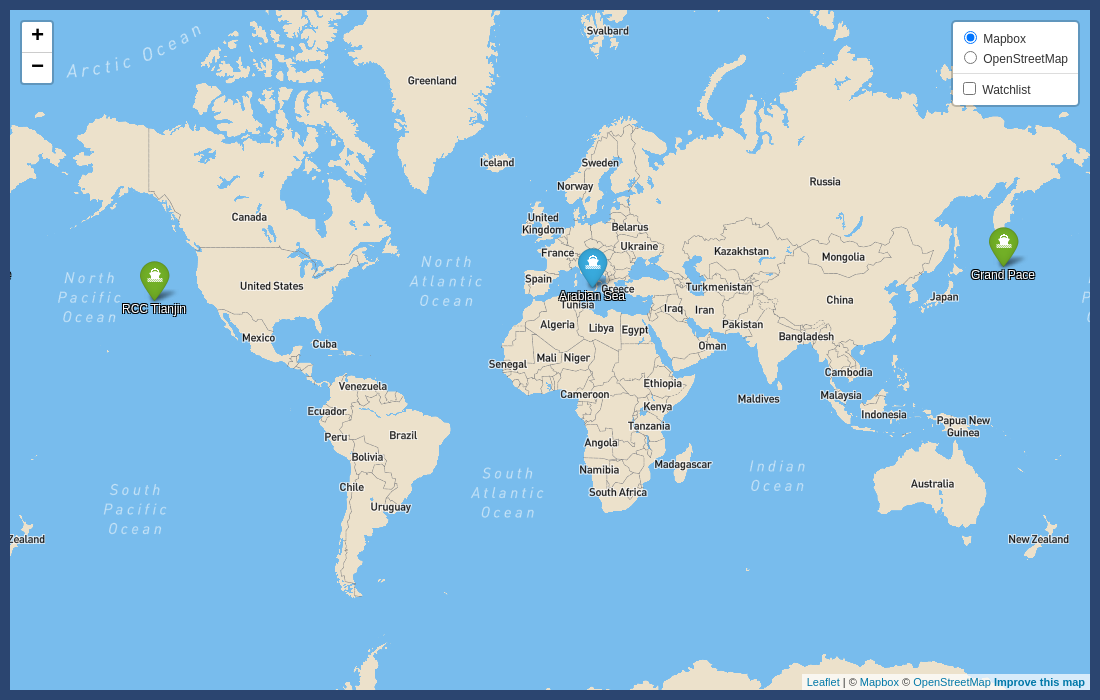 +
−
Mapbox
OpenStreetMap
Watchlist
Arctic Ocean
Svalbard
Greenland
Iceland
Sweden
Norway
Russia
Canada
United
Kingdom
Belarus
Ukraine
France
Kazakhstan
Mongolia
North
Pacific
Ocean
North
Atlantic
Ocean
Grand Pace
Spain
Greece
United States
Turkmenistan
Arabian Sea
Japan
China
RCC Tianjin
Tunisia
Iraq
Iran
Algeria
Libya
Egypt
Pakistan
Bangladesh
Mexico
Cuba
Oman
Senegal
Mali
Niger
Cambodia
Venezuela
Ethiopia
Cameroon
Malaysia
Maldives
Kenya
Ecuador
Indonesia
Papua New
Guinea
Tanzania
Peru
Brazil
Angola
Bolivia
Madagascar
Namibia
Indian
Ocean
South
Atlantic
Ocean
Australia
Chile
South Africa
South
Pacific
Ocean
Uruguay
Zealand
New Zealand
Leaflet | © Mapbox © OpenStreetMap Improve this map